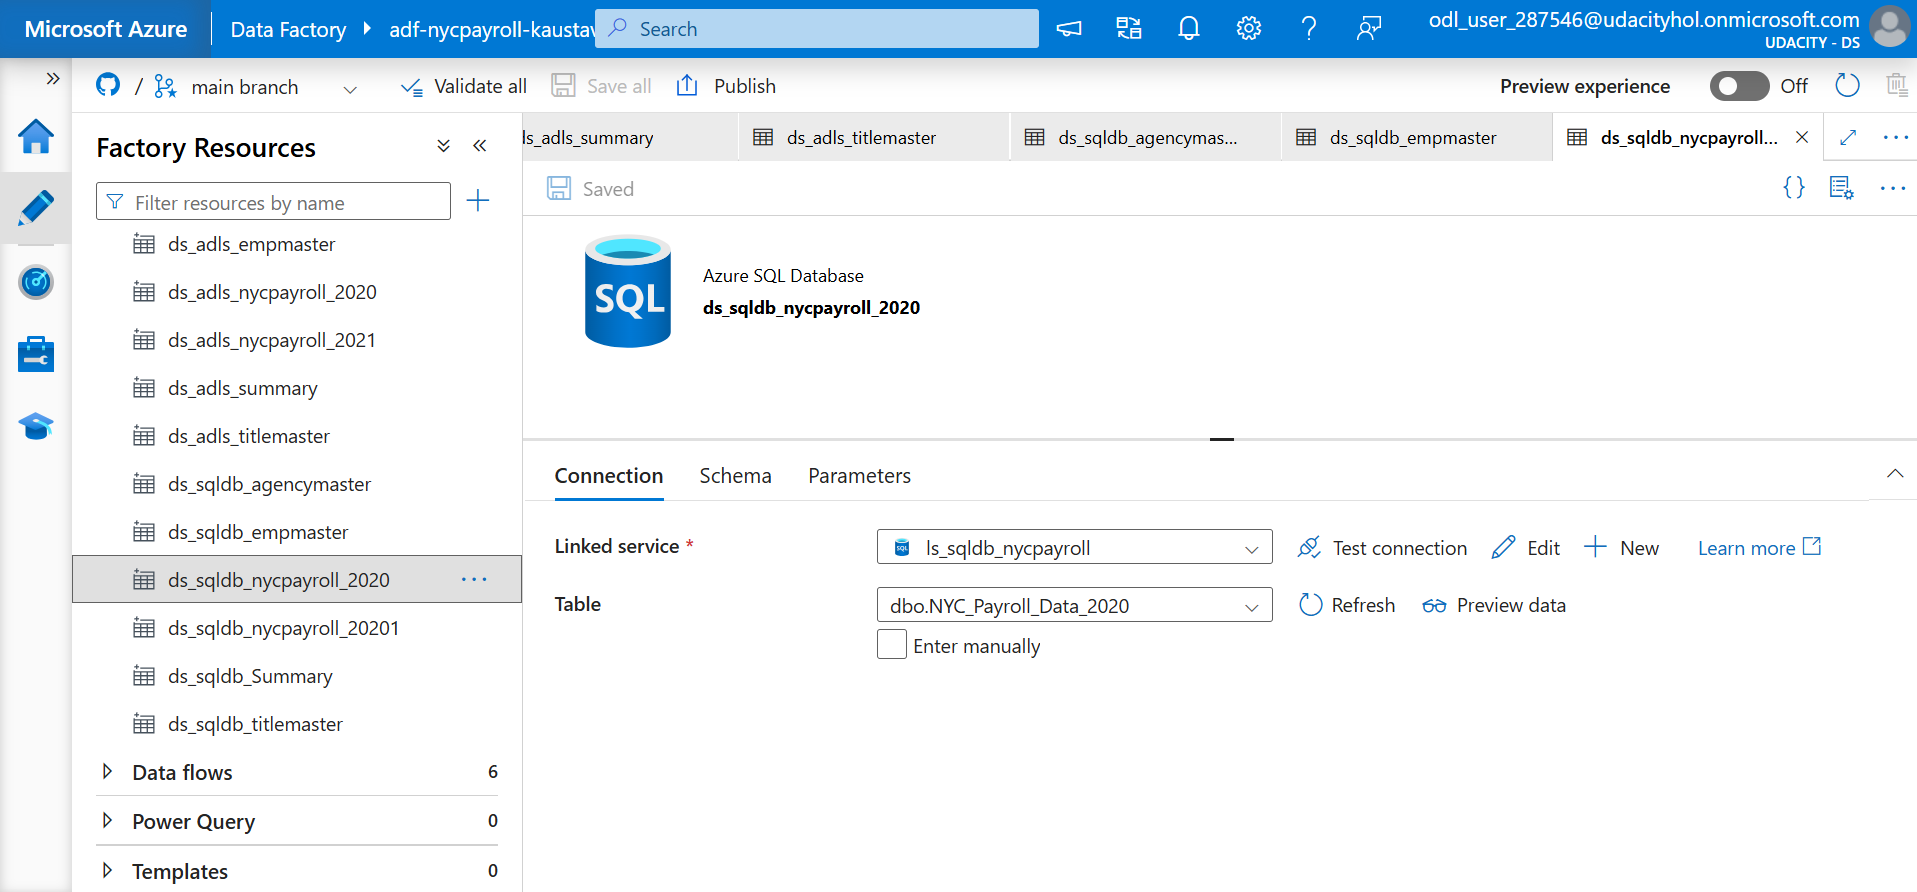 Microsoft Azure
Data Factory
adf-nycpayroll-kaustav
Search
odl_user_287546@udacityhol.onmicrosoft.com
UDACITY - DS
/
main branch
Validate all
Save all
Publish
Preview experience
Off
Factory Resources
Filter resources by name
ds_adls_empmaster
ds_adls_nycpayroll_2020
ds_adls_nycpayroll_2021
ds_adls_summary
ds_adls_titlemaster
ds_sqldb_agencymaster
ds_sqldb_empmaster
ds_sqldb_nycpayroll_2020
ds_sqldb_nycpayroll_20201
ds_sqldb_Summary
ds_sqldb_titlemaster
Data flows 6
Power Query 0
Templates 0
ds_adls_summary
ds_adls_titlemaster
ds_sqldb_agencymas...
ds_sqldb_empmaster
ds_sqldb_nycpayroll...
Saved
{}
SQL
Azure SQL Database
ds_sqldb_nycpayroll_2020
Connection
Schema
Parameters
Linked service *
SQL
ls_sqldb_nycpayroll
Test connection
Edit
New
Learn more
Table
dbo.NYC_Payroll_Data_2020
Refresh
Preview data
Enter manually